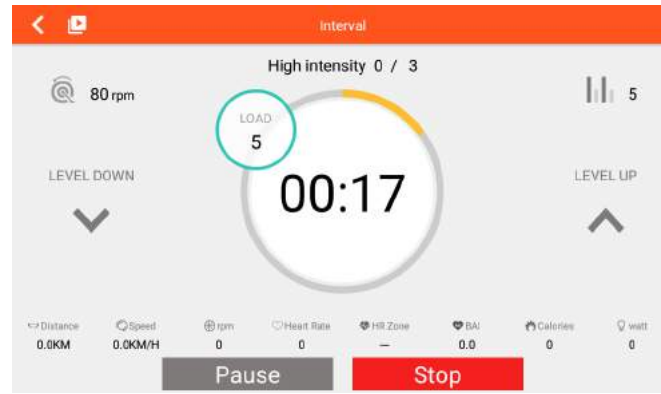 Interval
High intensity 0 / 3
80 rpm
LOAD
5
5
LEVEL DOWN
00:17
LEVEL UP
Distance Speed rpm Heart Rate HR Zone BAI Calories watt
0.0KM 0.0KM/H 0 0 — 0.0 0 0
Pause Stop